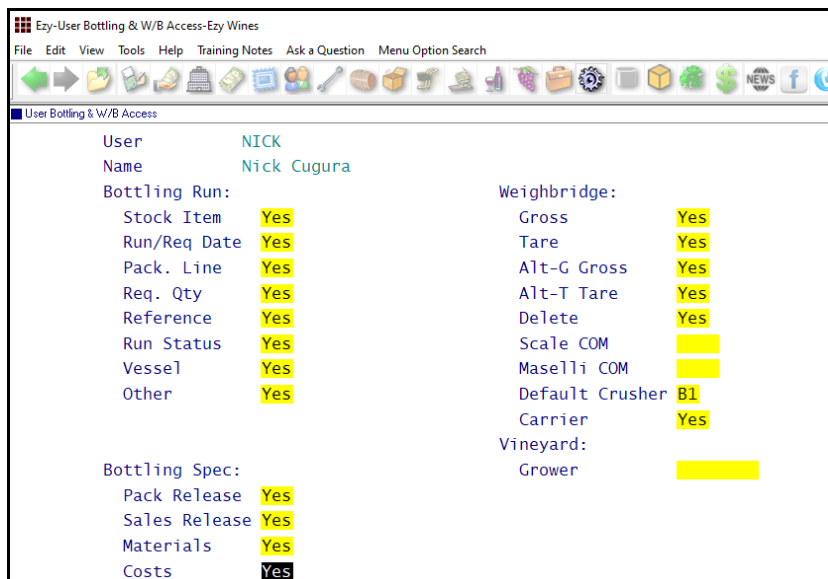 Ezy-User Bottling & W/B Access-Ezy Wines
File Edit View Tools Help Training Notes Ask a Question Menu Option Search
NEWS f
User Bottling & W/B Access
User NICK
Name Nick Cugura
Bottling Run: Weighbridge:
Stock Item Yes Gross Yes
Run/Req Date Yes Tare Yes
Pack. Line Yes Alt-G Gross Yes
Req. Qty Yes Alt-T Tare Yes
Reference Yes Delete Yes
Run Status Yes Scale COM
Vessel Yes Maselli COM
Other Yes Default Crusher B1
Carrier Yes
Vineyard:
Bottling Spec: Grower
Pack Release Yes
Sales Release Yes
Materials Yes
Costs Yes